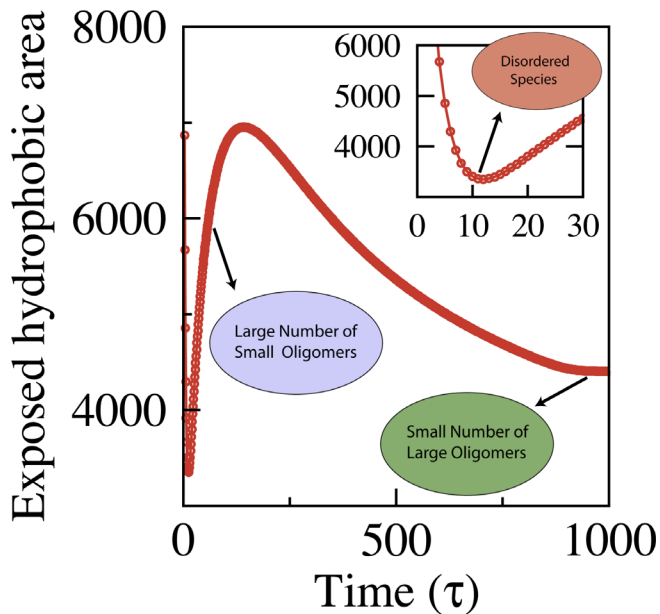 Exposed hydrophobic area
8000
6000
4000
6000
5000
4000
0
10
20
30
Disordered
Species
Large Number of
Small Oligomers
Small Number of
Large Oligomers
0
500
1000
Time (τ)